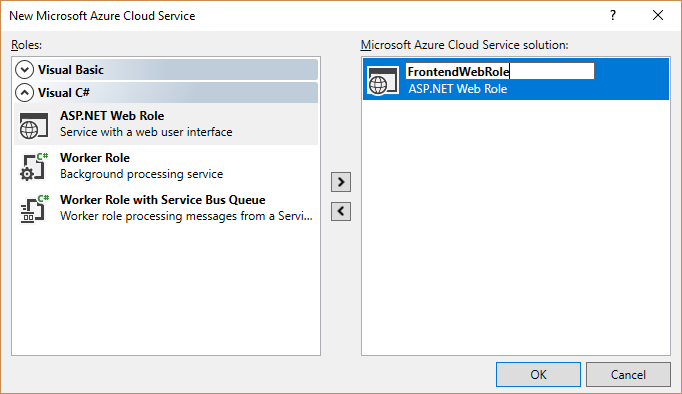 New Microsoft Azure Cloud Service
?
Roles:
Visual Basic
Visual C#
ASP.NET Web Role
Service with a web user interface
C#
Worker Role
Background processing service
C#
Worker Role with Service Bus Queue
Worker role processing messages from a Servi...
Microsoft Azure Cloud Service solution:
FrontendWebRole
ASP.NET Web Role
OK
Cancel